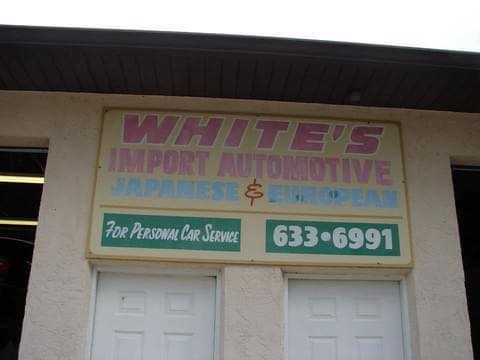 WHITE'S
IMPORT AUTOMOTIVE
JAPANESE & EUROPEAN
FOR PERSONAL CAR SERVICE
633•6991